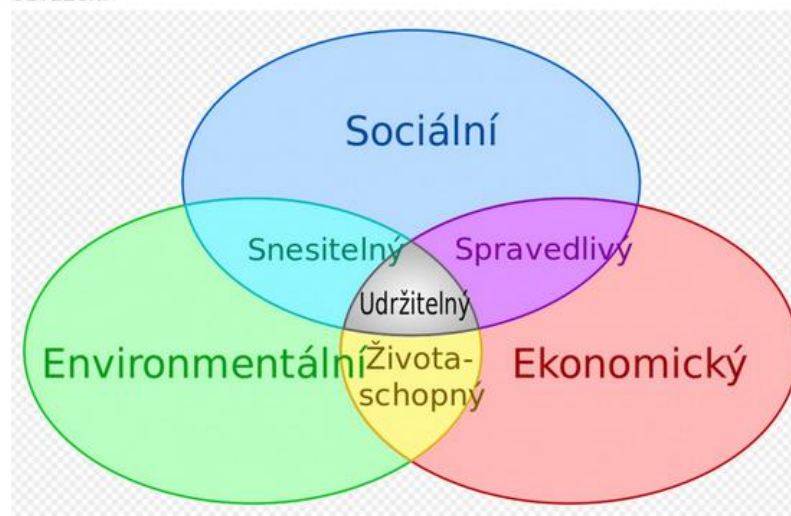 Sociální
Snesitelný
Spravedlivý
Udržitelný
Environmentální
Života-
schopný
Ekonomický